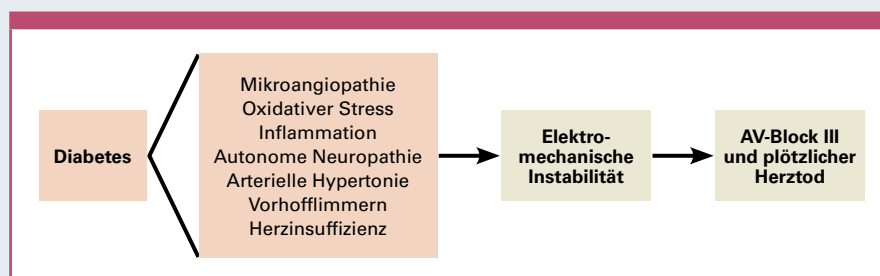 Diabetes
Mikroangiopathie
Oxidativer Stress
Inflammation
Autonome Neuropathie
Arterielle Hypertonie
Vorhofflimmern
Herzinsuffizienz
Elektro-
mechanische
Instabilität
AV-Block III
und plötzlicher
Herztod